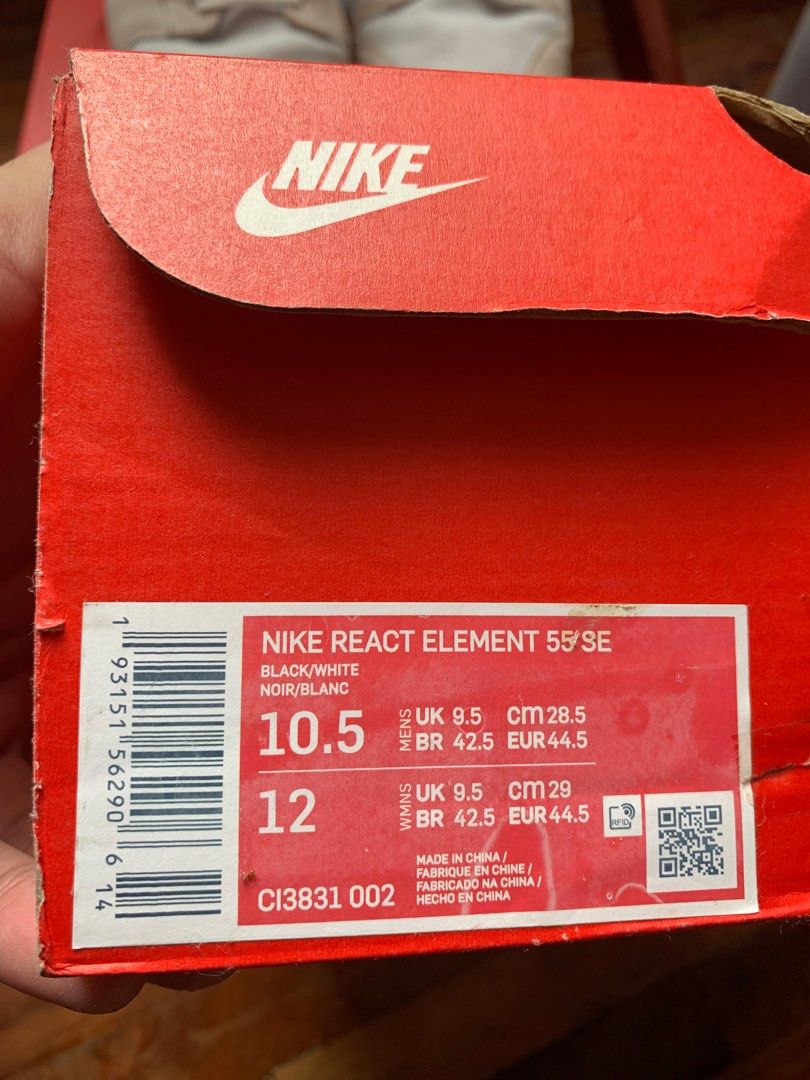 NIKE
NIKE REACT ELEMENT 55 SE
BLACK/WHITE
NOIR/BLANC
10.5 MENS UK 9.5 CM 28.5
BR 42.5 EUR 44.5
12 WMNS UK 9.5 CM 29
BR 42.5 EUR 44.5
RFID
CI3831 002
MADE IN CHINA /
FABRIQUE EN CHINE /
FABRICADO NA CHINA /
HECHO EN CHINA
1 93151 56290 6 14